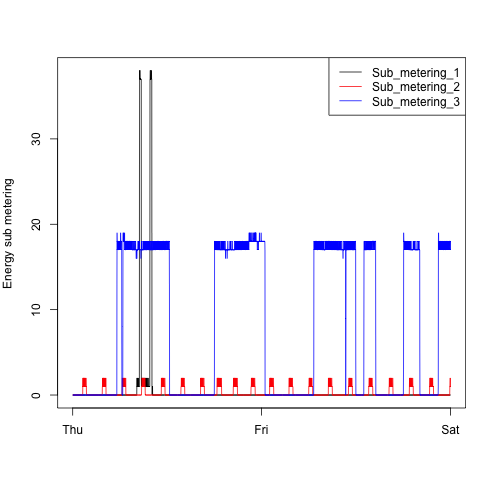 Sub_metering_1
Sub_metering_2
Sub_metering_3
Energy sub metering
30
20
10
0
Thu Fri Sat